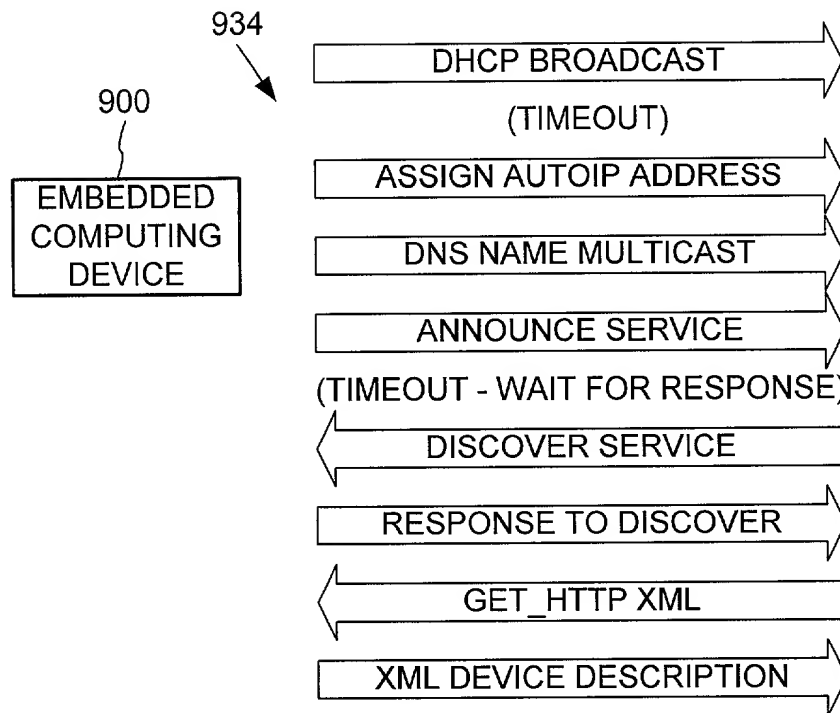 934
DHCP BROADCAST
900
(TIMEOUT)
EMBEDDED
COMPUTING
DEVICE
ASSIGN AUTOIP ADDRESS
DNS NAME MULTICAST
ANNOUNCE SERVICE
(TIMEOUT - WAIT FOR RESPONSE)
DISCOVER SERVICE
RESPONSE TO DISCOVER
GET_HTTP XML
XML DEVICE DESCRIPTION